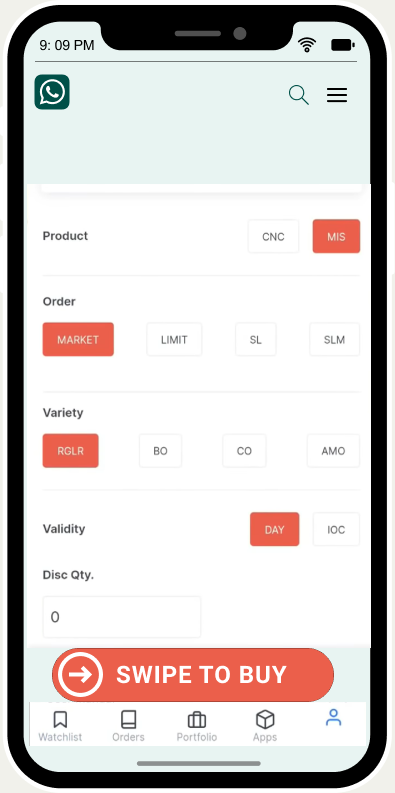 9: 09 PM
Product CNC MIS
Order
MARKET LIMIT SL SLM
Variety
RGLR BO CO AMO
Validity DAY IOC
Disc Qty.
0
SWIPE TO BUY
Watchlist Orders Portfolio Apps